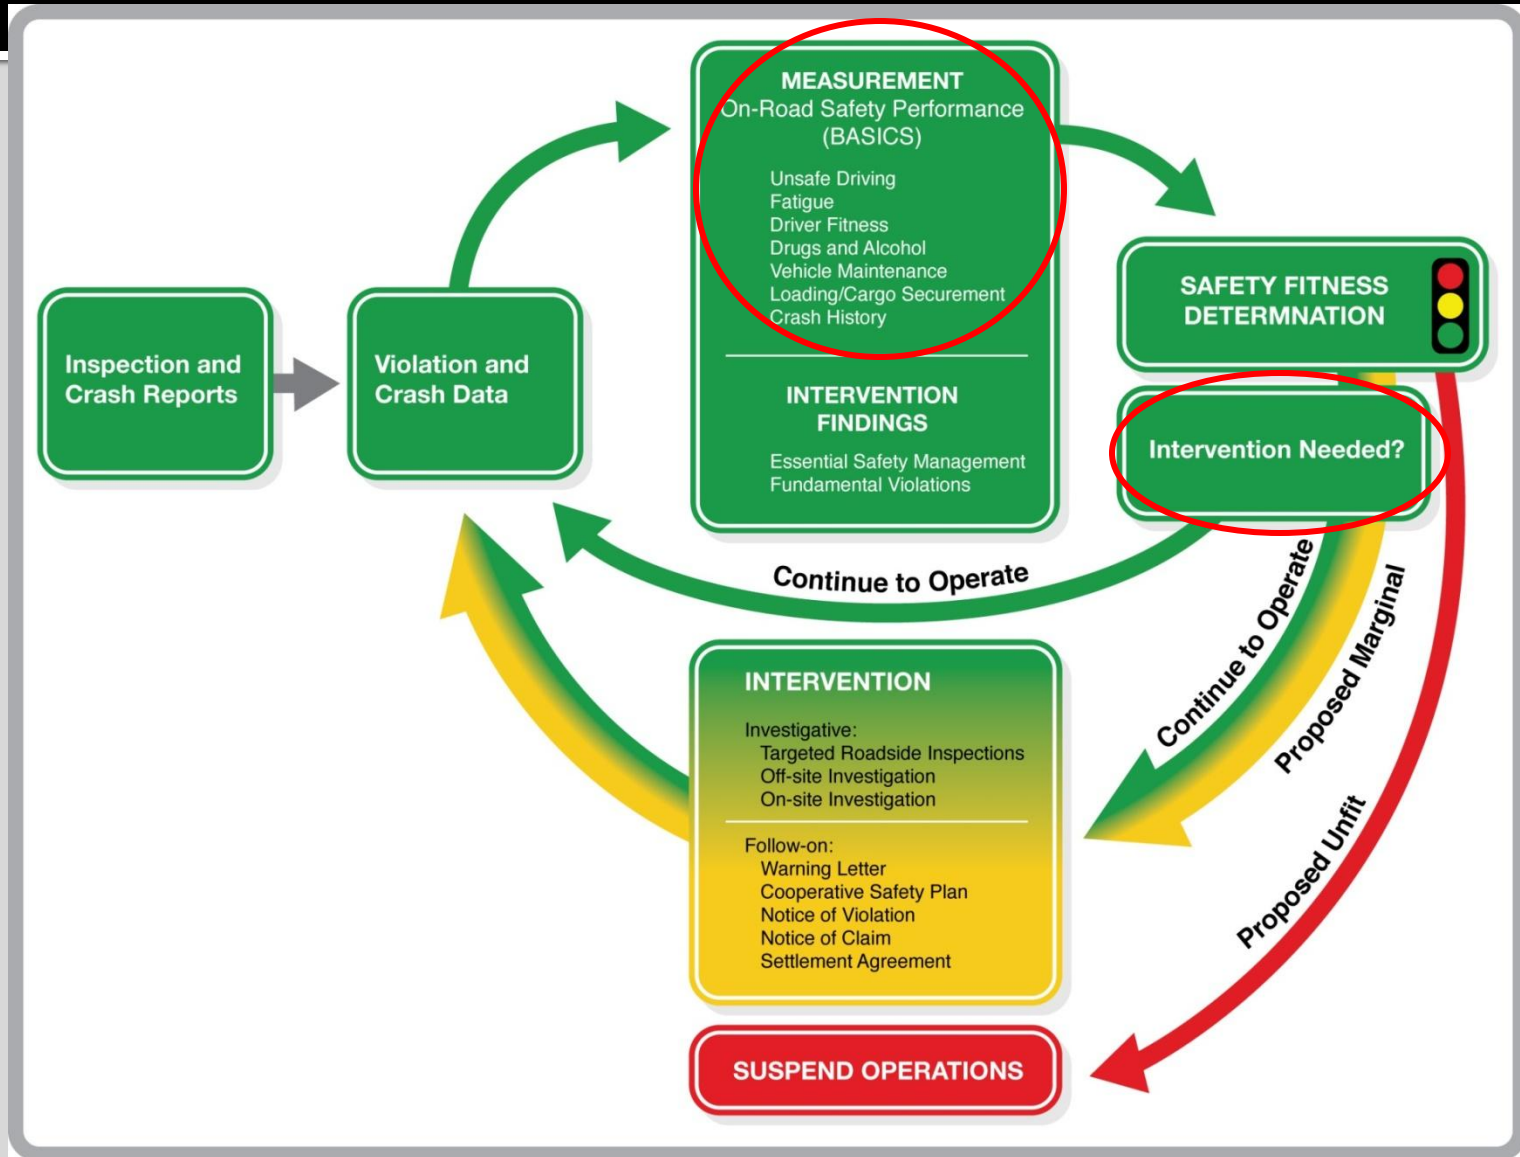 Inspection and
Crash Reports
Violation and
Crash Data
MEASUREMENT
On-Road Safety Performance
(BASICS)
Unsafe Driving
Fatigue
Driver Fitness
Drugs and Alcohol
Vehicle Maintenance
Loading/Cargo Securement
Crash History
INTERVENTION
FINDINGS
Essential Safety Management
Fundamental Violations
SAFETY FITNESS
DETERMNATION
Intervention Needed?
Continue to Operate
Continue to Operate
Proposed Marginal
Proposed Unfit
INTERVENTION
Investigative:
Targeted Roadside Inspections
Off-site Investigation
On-site Investigation
Follow-on:
Warning Letter
Cooperative Safety Plan
Notice of Violation
Notice of Claim
Settlement Agreement
SUSPEND OPERATIONS